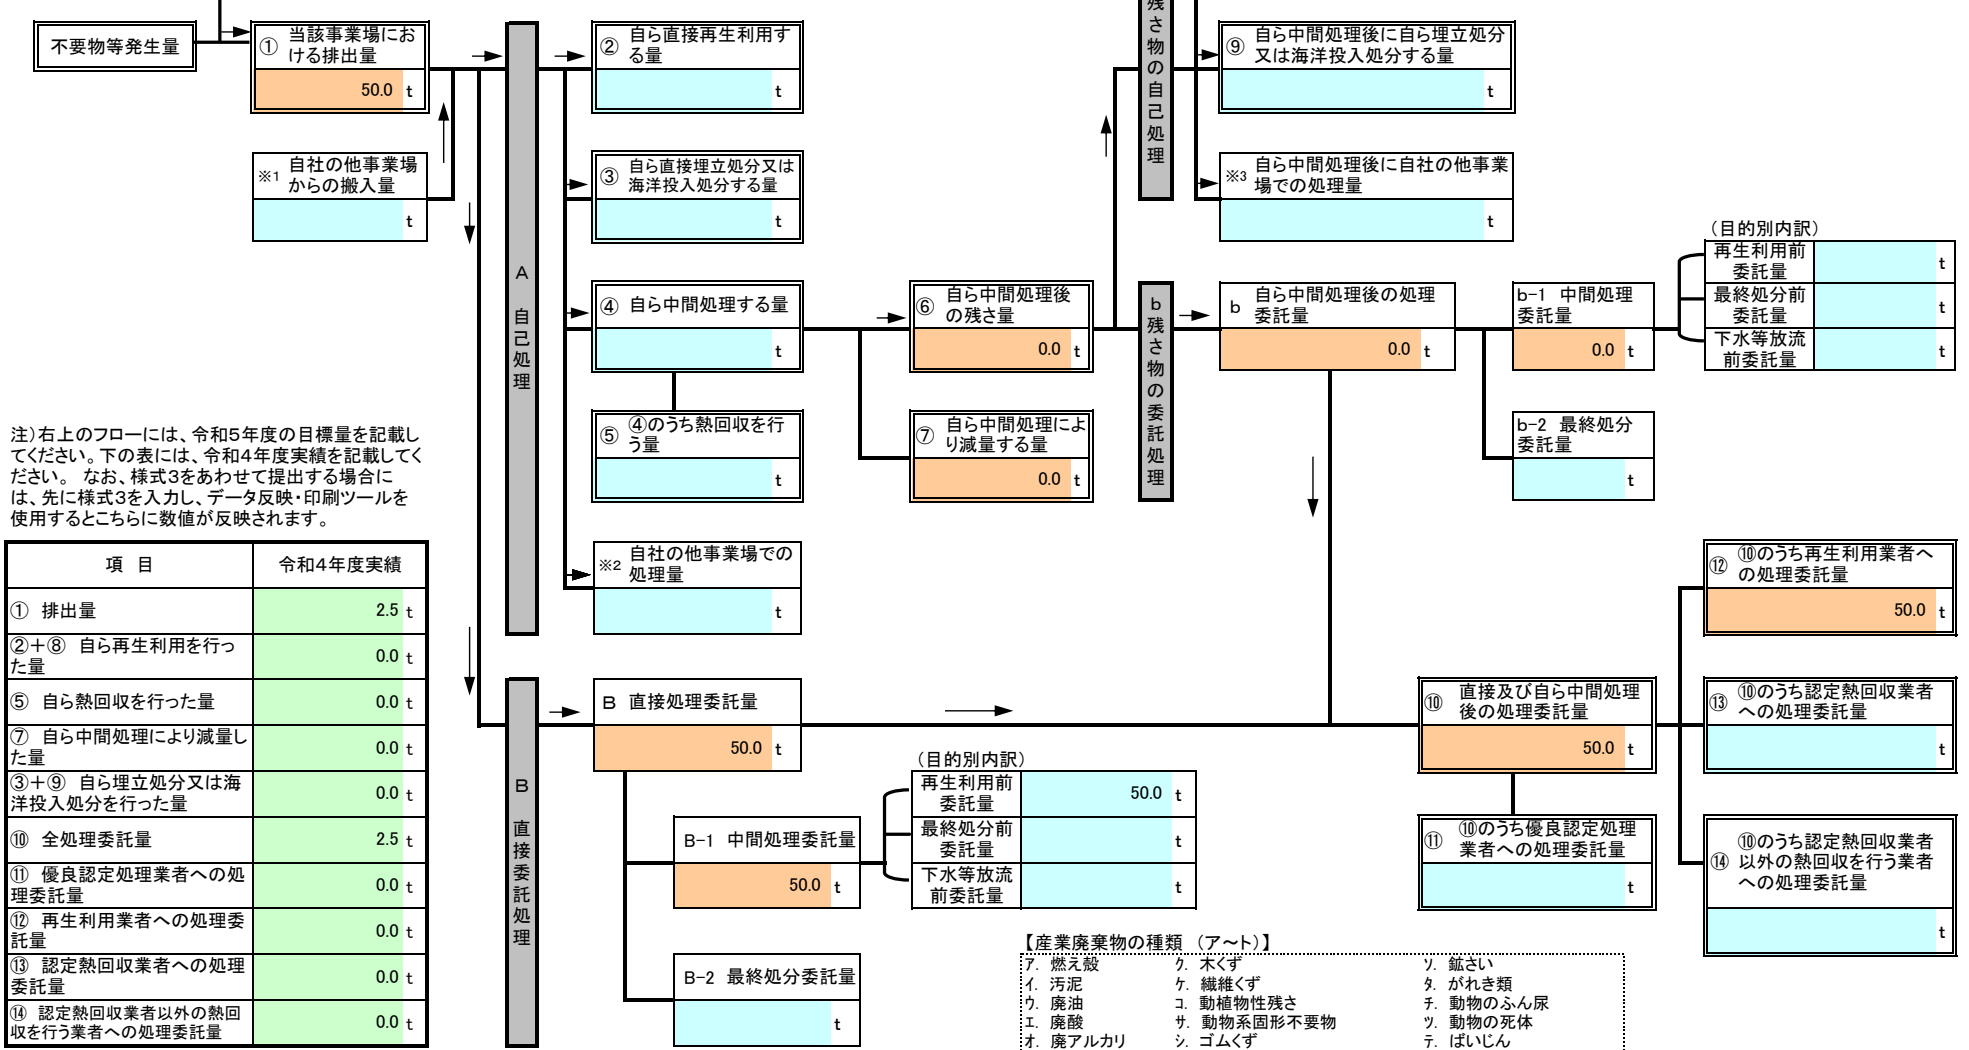 不要物等発生量
① 当該事業場にお
ける排出量
50.0 t
※1 自社の他事業場
からの搬入量
t
A 自己処理
② 自ら直接再生利用す
る量
t
③ 自ら直接埋立処分又は
海洋投入処分する量
t
④ 自ら中間処理する量
t
⑤ ④のうち熱回収を行
う量
t
※2 自社の他事業場での
処理量
t
⑥ 自ら中間処理後
の残さ量
0.0 t
⑦ 自ら中間処理によ
り減量する量
0.0 t
残さ物の自己処理
⑨ 自ら中間処理後に自ら埋立処分
又は海洋投入処分する量
t
※3 自ら中間処理後に自社の他事業
場での処理量
t
b 残さ物の委託処理
b 自ら中間処理後の処理
委託量
0.0 t
b-1 中間処理
委託量
0.0 t
b-2 最終処分
委託量
t
(目的別内訳)
再生利用前
委託量
t
最終処分前
委託量
t
下水等放流
前委託量
t
注)右上のフローには、令和5年度の目標量を記載し
てください。下の表には、令和4年度実績を記載してく
ださい。 なお、様式3をあわせて提出する場合に
は、先に様式3を入力し、データ反映・印刷ツールを
使用するとこちらに数値が反映されます。
項 目 令和4年度実績
① 排出量 2.5 t
②+⑧ 自ら再生利用を行っ
た量 0.0 t
⑤ 自ら熱回収を行った量 0.0 t
⑦ 自ら中間処理により減量し
た量 0.0 t
③+⑨ 自ら埋立処分又は海
洋投入処分を行った量 0.0 t
⑩ 全処理委託量 2.5 t
⑪ 優良認定処理業者への処
理委託量 0.0 t
⑫ 再生利用業者への処理委
託量 0.0 t
⑬ 認定熱回収業者への処理
委託量 0.0 t
⑭ 認定熱回収業者以外の熱回
収を行う業者への処理委託量 0.0 t
B 直接委託処理
B 直接処理委託量
50.0 t
B-1 中間処理委託量
50.0 t
B-2 最終処分委託量
t
(目的別内訳)
再生利用前
委託量
50.0 t
最終処分前
委託量
t
下水等放流
前委託量
t
⑩ 直接及び自ら中間処理
後の処理委託量
50.0 t
⑪ ⑩のうち優良認定処理
業者への処理委託量
t
⑫ ⑩のうち再生利用業者へ
の処理委託量
50.0 t
⑬ ⑩のうち認定熱回収業者
への処理委託量
t
⑭ ⑩のうち認定熱回収業者
以外の熱回収を行う業者
への処理委託量
t
【産業廃棄物の種類 (ア~ト)】
ア. 燃え殻 ク. 木くず ソ. 鉱さい
イ. 汚泥 ケ. 繊維くず タ. がれき類
ウ. 廃油 コ. 動植物性残さ チ. 動物のふん尿
エ. 廃酸 サ. 動物系固形不要物 ツ. 動物の死体
オ. 廃アルカリ シ. ゴムくず テ. ばいじん